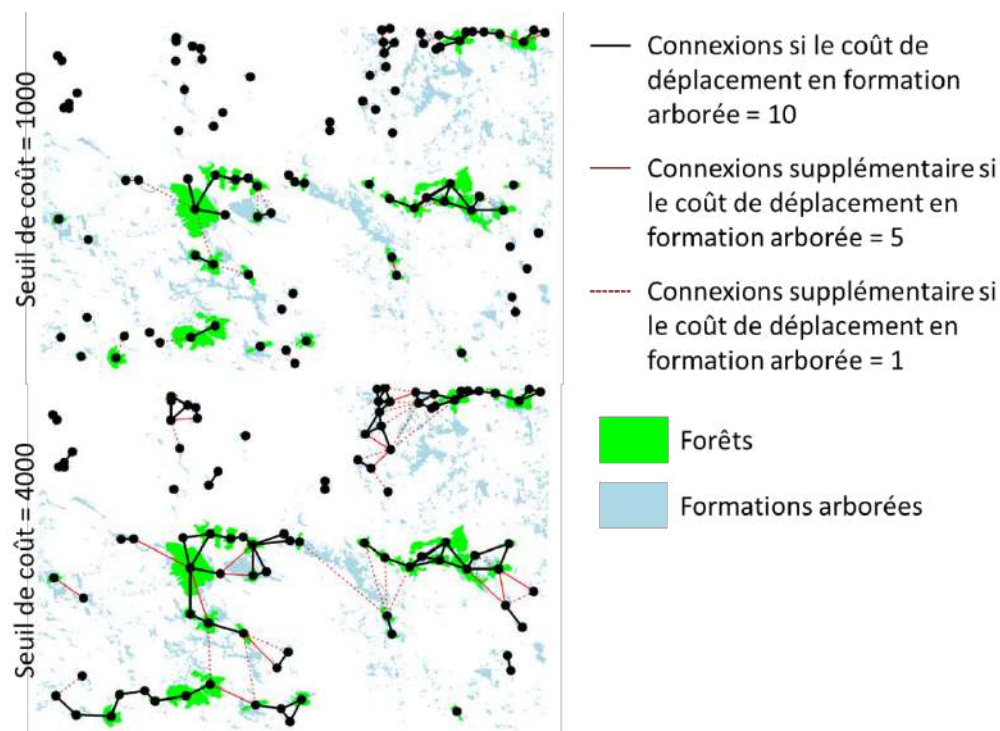 Seuil de coût = 1000
Seuil de coût = 4000
Connexions si le coût de
déplacement en formation
arborée = 10
Connexions supplémentaire si
le coût de déplacement en
formation arborée = 5
Connexions supplémentaire si
le coût de déplacement en
formation arborée = 1
Forêts
Formations arborées